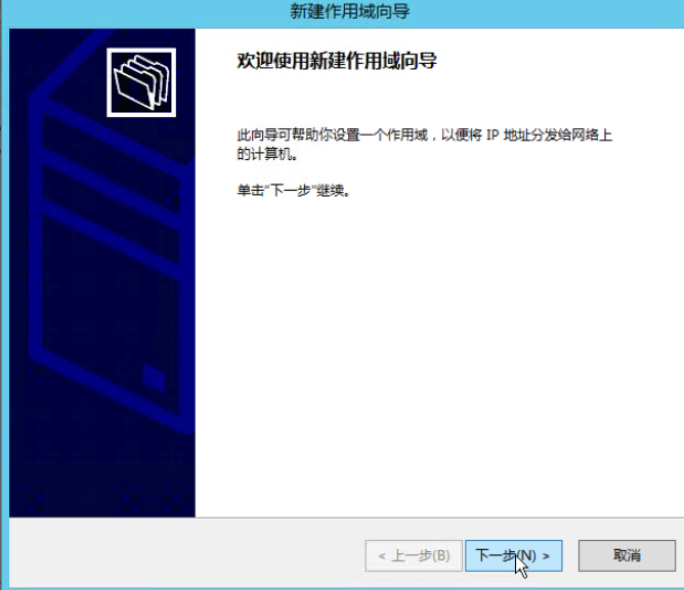 新建作用域向导
欢迎使用新建作用域向导
此向导可帮助你设置一个作用域，以便将 IP 地址分发给网络上
的计算机。
单击"下一步"继续。
< 上一步(B)
下一步(N) >
取消